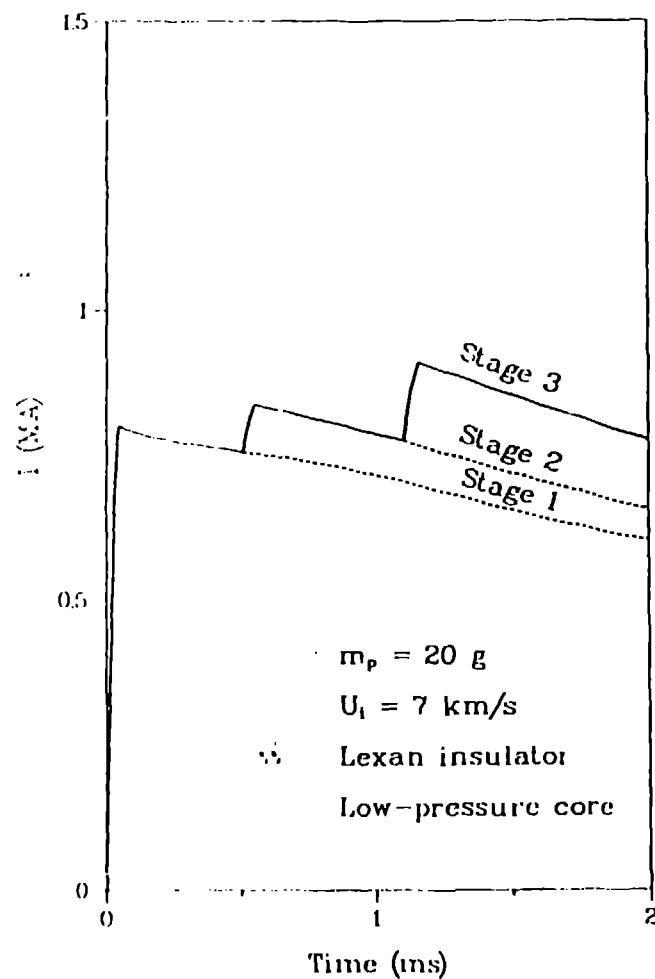 1.5
1
0.5
0
0
1
2
I (MA)
Time (ms)
Stage 3
Stage 2
Stage 1
m_p = 20 g
U_i = 7 km/s
Lexan insulator
Low-pressure core